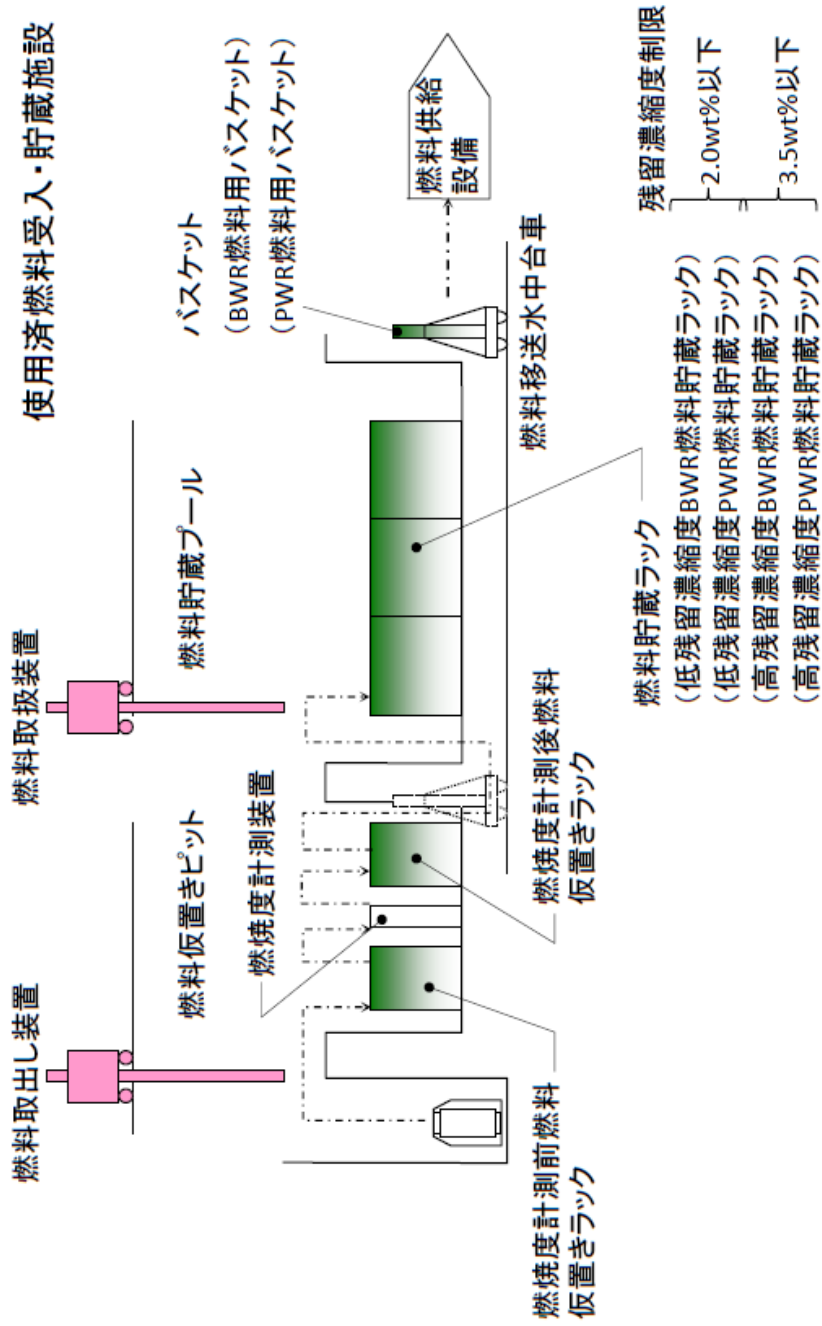 使用済燃料受入・貯蔵施設
燃料取出し装置
燃料取扱装置
燃料仮置きピット
燃料貯蔵プール
バスケット
(BWR燃料用バスケット)
(PWR燃料用バスケット)
燃焼度計測装置
燃料供給
設備
燃焼度計測前燃料
仮置きラック
燃焼度計測後燃料
仮置きラック
燃料移送水中台車
燃料貯蔵ラック
残留濃縮度制限
(低残留濃縮度BWR燃料貯蔵ラック)
(低残留濃縮度PWR燃料貯蔵ラック)
2.0wt%以下
(高残留濃縮度BWR燃料貯蔵ラック)
(高残留濃縮度PWR燃料貯蔵ラック)
3.5wt%以下